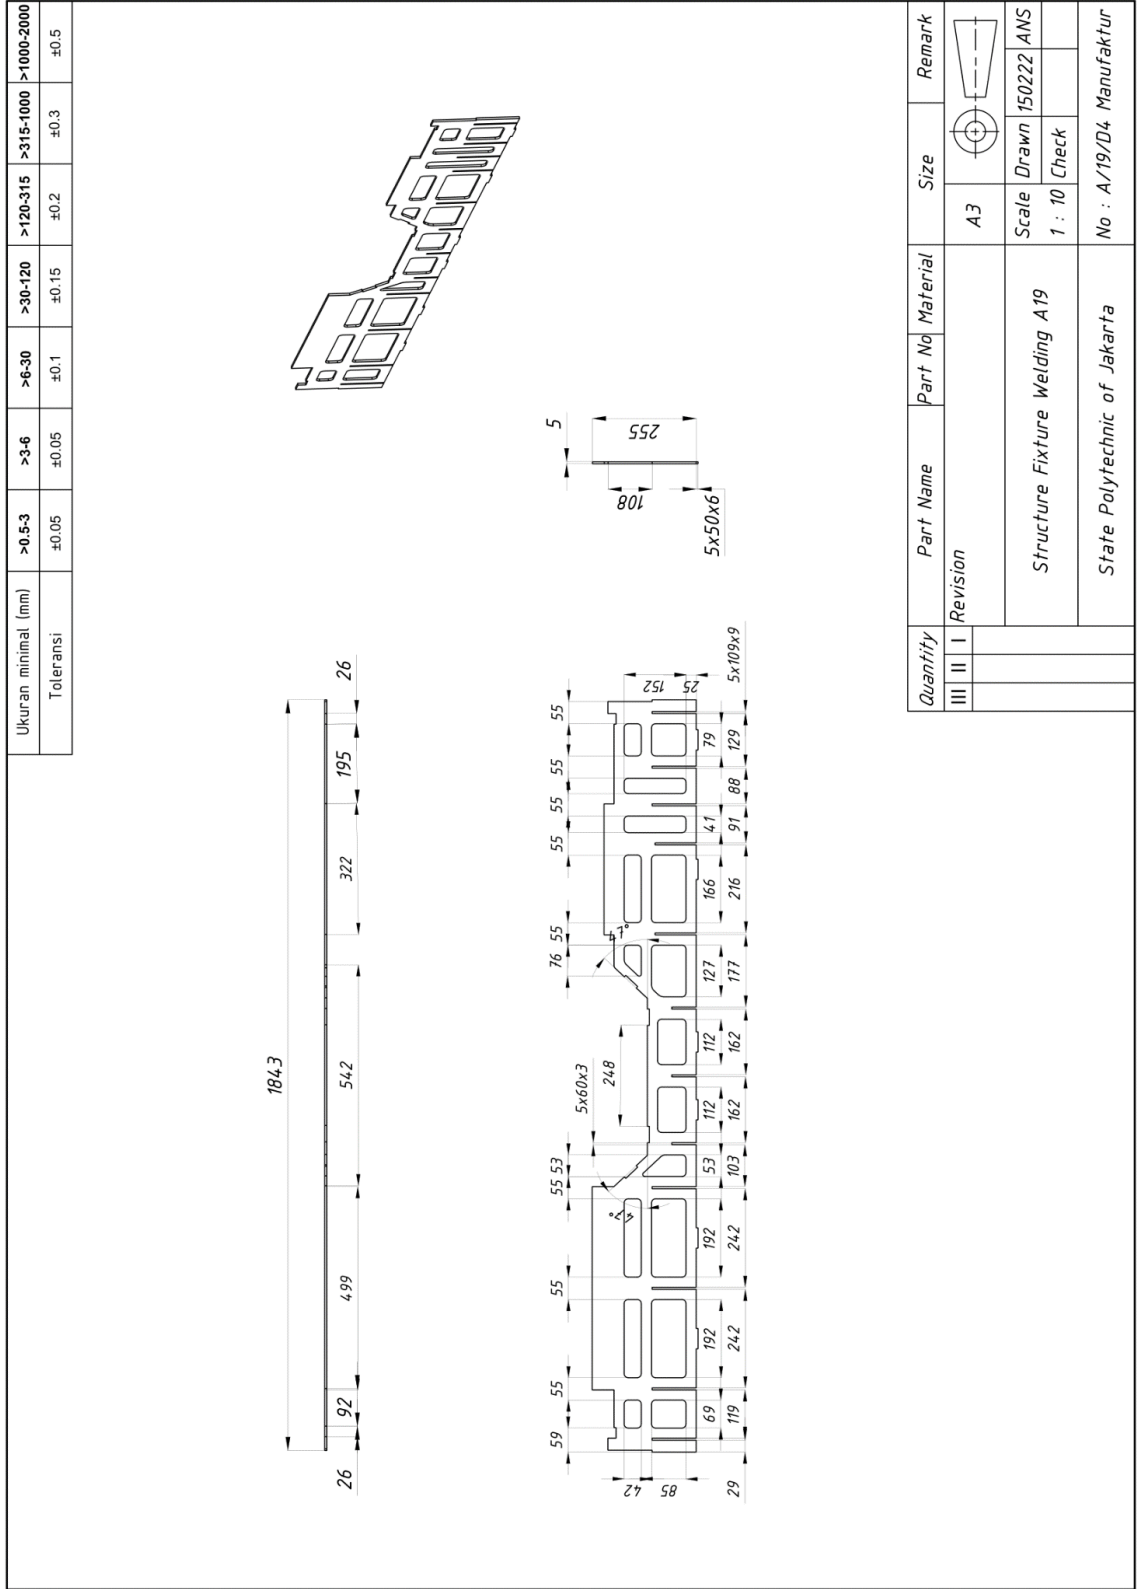 Ukuran minimal (mm) >0.5-3 >3-6 >6-30 >30-120 >120-315 >315-1000 >1000-2000
Toleransi ±0.05 ±0.05 ±0.1 ±0.15 ±0.2 ±0.3 ±0.5
1843
26 92 499 542 322 195 26
5
255
108
5x50x6
5x60x3
248
59 55 55 55 53 76 55 55 55 55 55
47°
47°
42
85
152
25
69 192 192 53 112 112 127 166 41 79
29 119 242 242 103 162 162 177 216 91 88 129 5x109x9
Quantity Part Name Part No Material Size Remark
III II I Revision
A3
Structure Fixture Welding A19
Scale Drawn 150222 ANS
1 : 10 Check
State Polytechnic of Jakarta
No : A/19/D4 Manufaktur